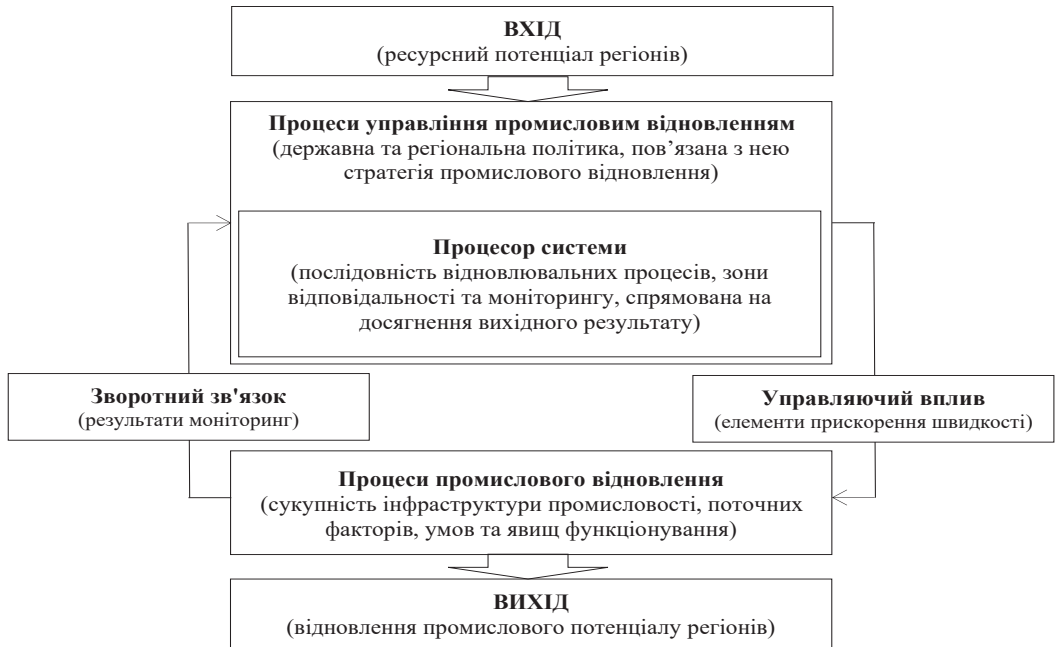 ВХІД
(ресурсний потенціал регіонів)
Процеси управління промисловим відновленням
(державна та регіональна політика, пов’язана з нею
стратегія промислового відновлення)
Процесор системи
(послідовність відновлювальних процесів, зони
відповідальності та моніторингу, спрямована на
досягнення вихідного результату)
Зворотний зв'язок
(результати моніторинг)
Управляючий вплив
(елементи прискорення швидкості)
Процеси промислового відновлення
(сукупність інфраструктури промисловості, поточних
факторів, умов та явищ функціонування)
ВИХІД
(відновлення промислового потенціалу регіонів)